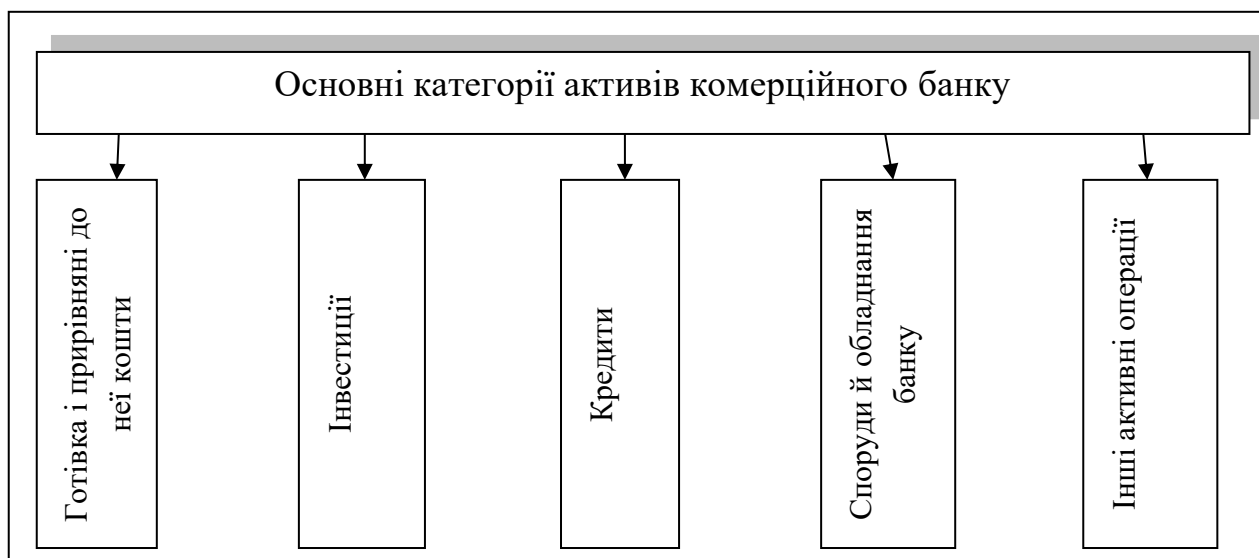 Основні категорії активів комерційного банку
Готівка і прирівняні до
неї кошти
Інвестиції
Кредити
Споруди й обладнання
банку
Інші активні операції